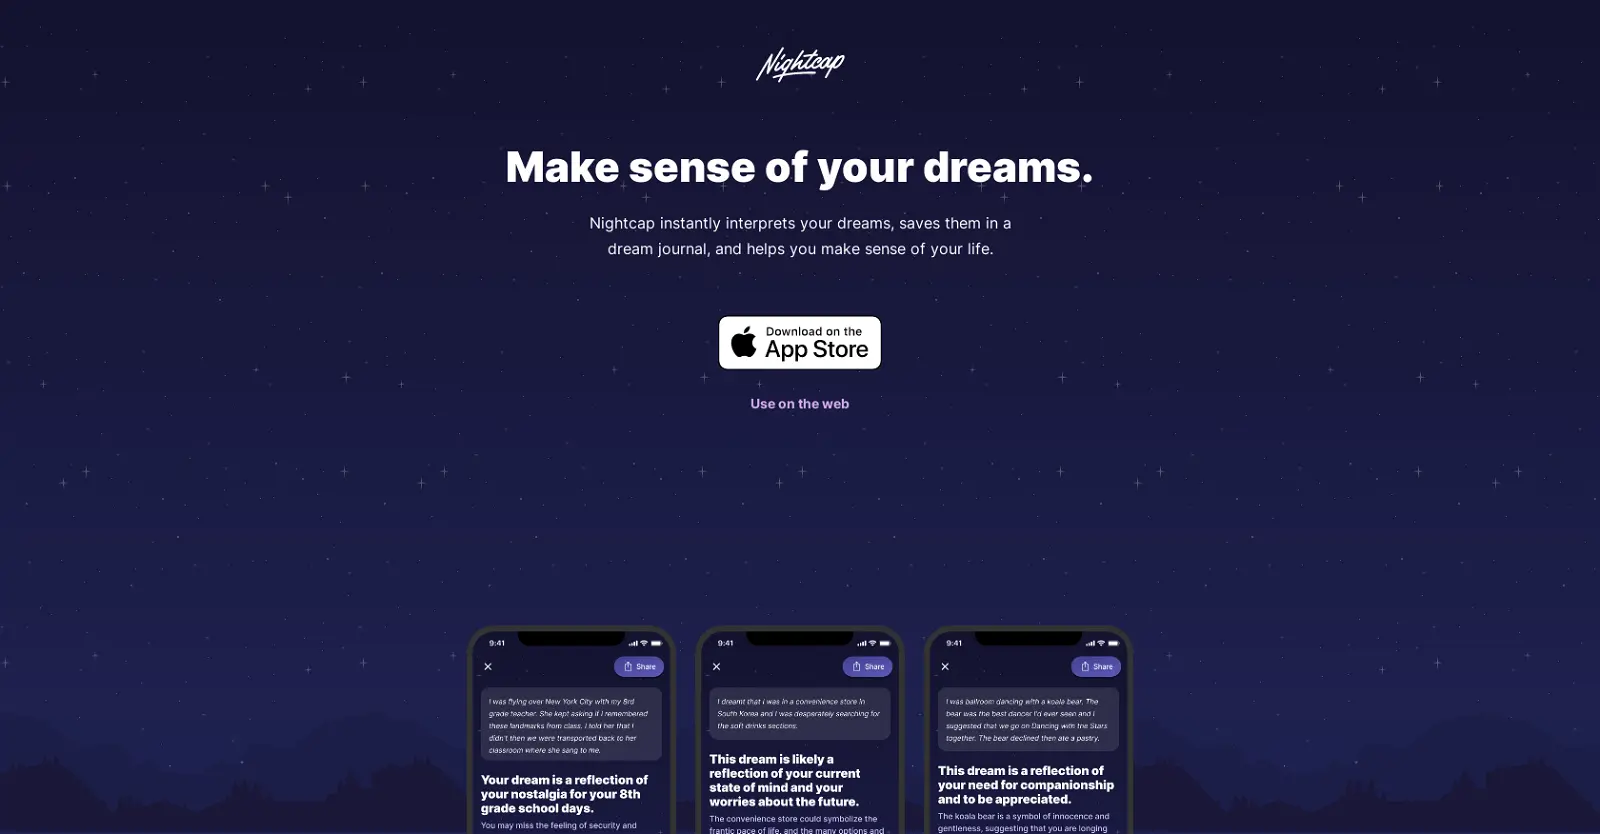 Nightcap
Make sense of your dreams.
Nightcap instantly interprets your dreams, saves them in a
dream journal, and helps you make sense of your life.
Download on the
App Store
Use on the web
9:41
Share
I was flying over New York City with my 8rd
grade teacher. She kept asking if I remembered
these landmarks from class. I told her that I
didn't then we were transported back to her
classroom where she sang to me.
Your dream is a reflection of
your nostalgia for your 8th
grade school days.
You may miss the feeling of security and
9:41
Share
I dreamt that I was in a convenience store in
South Korea and I was desperately searching for
the soft drinks sections.
This dream is likely a
reflection of your current
state of mind and your
worries about the future.
The convenience store could symbolize the
frantic pace of life, and the many options and
9:41
Share
I was ballroom dancing with a koala bear. The
bear was the best dancer I'd ever seen and I
suggested that we go on Dancing with the Stars
together. The bear declined then ate a pastry.
This dream is a reflection of
your need for companionship
and to be appreciated.
The koala bear is a symbol of innocence and
gentleness, suggesting that you are longing